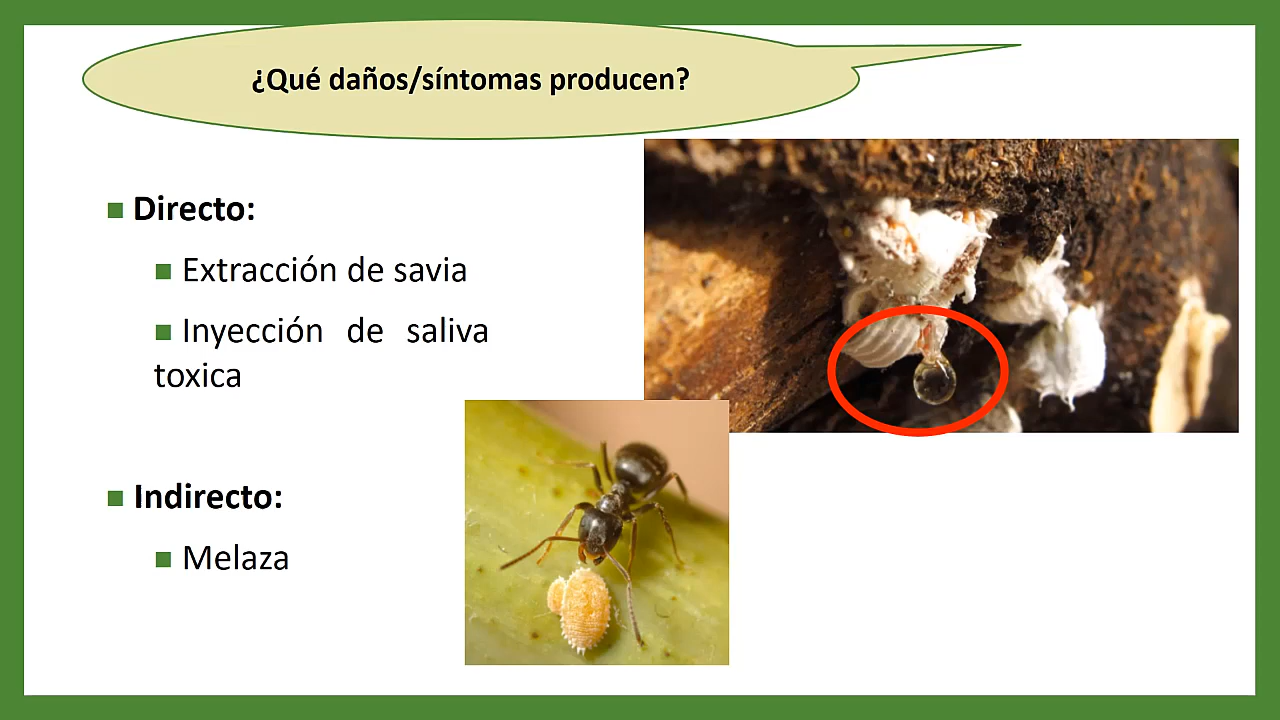 ¿Qué daños/síntomas producen?
Directo:
Extracción de savia
Inyección de saliva
toxica
Indirecto:
Melaza